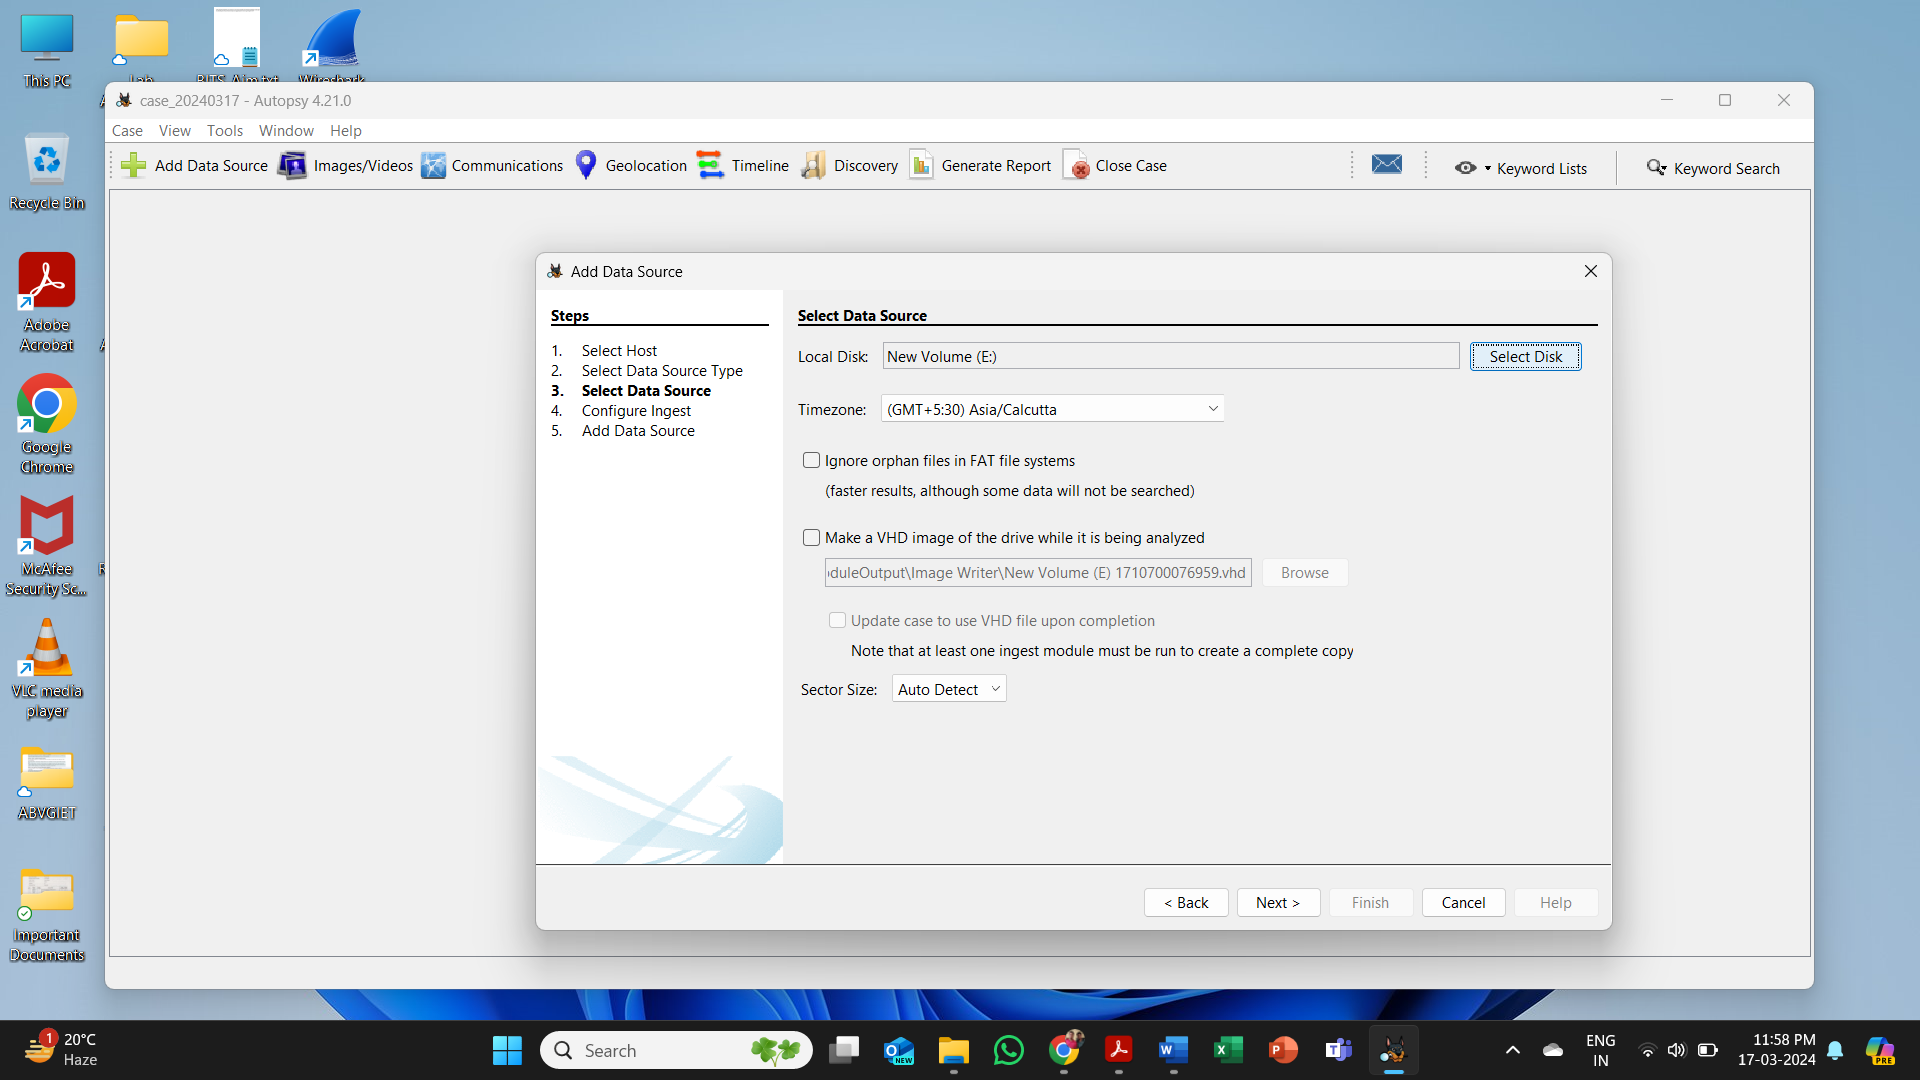 This PC
Lab
BITS_Aim.txt
Wireshark
case_20240317 - Autopsy 4.21.0
Case View Tools Window Help
Add Data Source Images/Videos Communications Geolocation Timeline Discovery Generate Report Close Case Keyword Lists Keyword Search
Recycle Bin
Adobe
Acrobat
Google
Chrome
McAfee
Security Sc...
VLC media
player
ABVGIET
Important
Documents
Add Data Source
Steps
1. Select Host
2. Select Data Source Type
3. Select Data Source
4. Configure Ingest
5. Add Data Source
Select Data Source
Local Disk: New Volume (E:) Select Disk
Timezone: (GMT+5:30) Asia/Calcutta
Ignore orphan files in FAT file systems
(faster results, although some data will not be searched)
Make a VHD image of the drive while it is being analyzed
duleOutput\Image Writer\New Volume (E) 1710700076959.vhd Browse
Update case to use VHD file upon completion
Note that at least one ingest module must be run to create a complete copy
Sector Size: Auto Detect
< Back Next > Finish Cancel Help
1
20°C
Haze
Search
NEW
ENG
IN
11:58 PM
17-03-2024
PRE